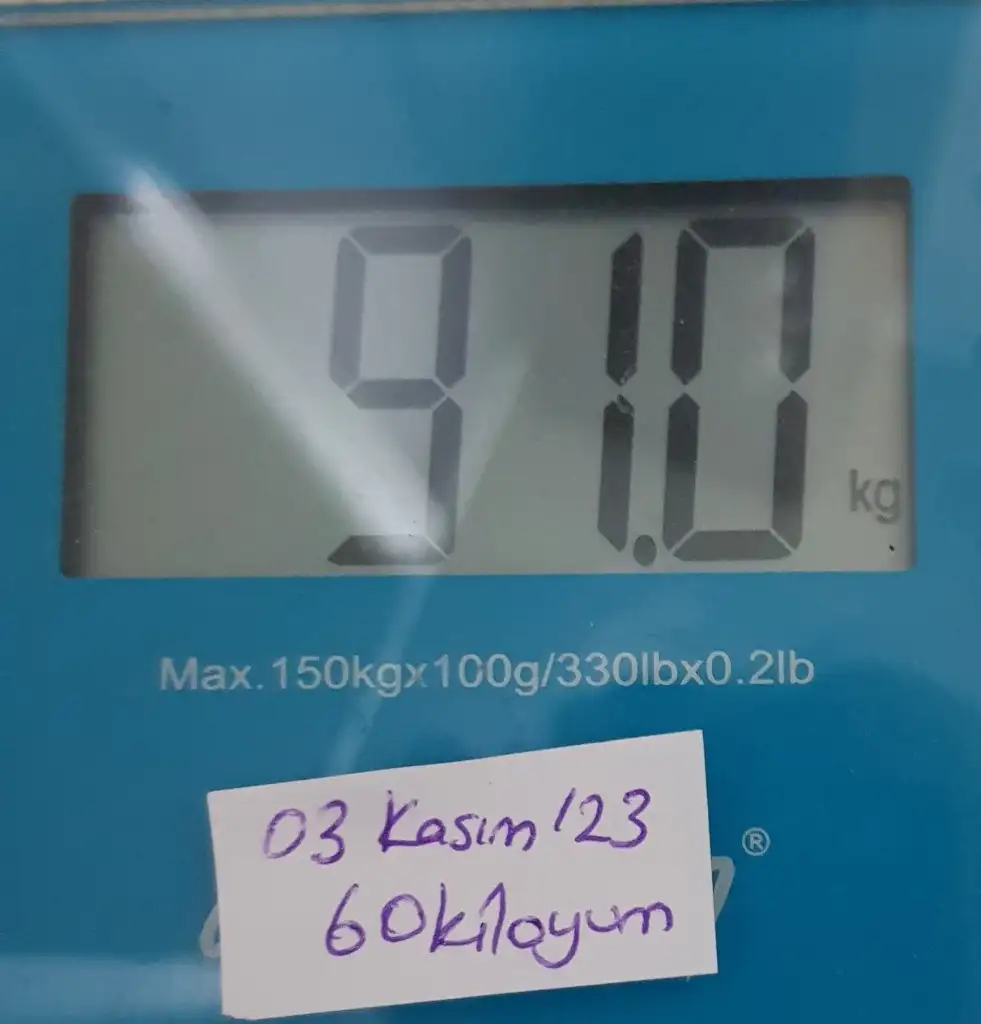 91.0 kg
Max.150kgx100g/330lbx0.2lb
03 Kasım '23
®
60kiloyum